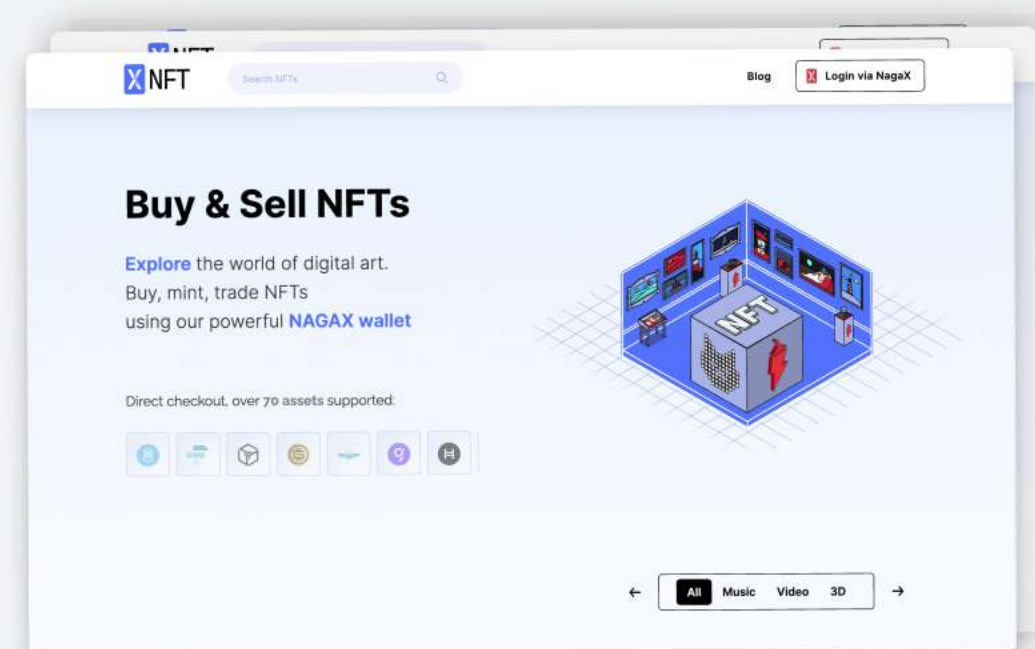 X NFT
Search NFTs
Blog
Login via NagaX
Buy & Sell NFTs
Explore the world of digital art.
Buy, mint, trade NFTs
using our powerful NAGAX wallet
NFT
Direct checkout, over 70 assets supported:
All Music Video 3D